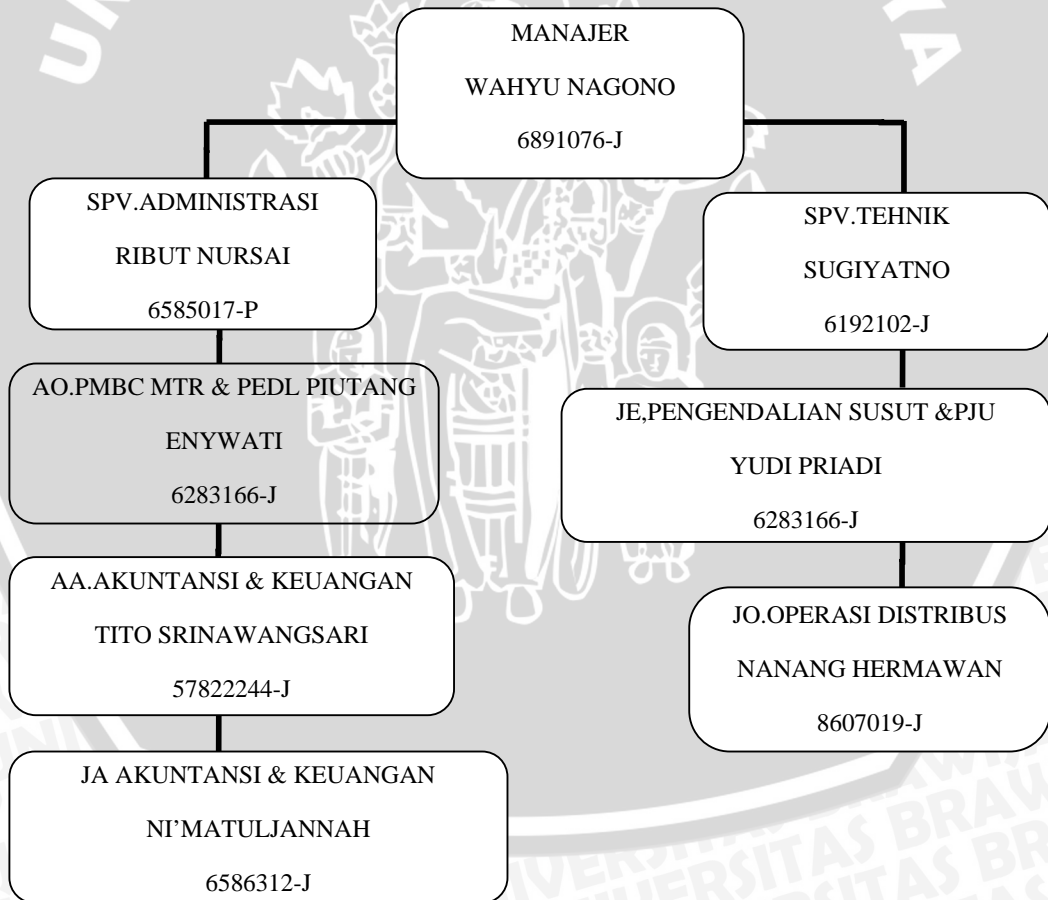 MANAJER
WAHYU NAGONO
6891076-J
SPV.ADMINISTRASI
RIBUT NURSAI
6585017-P
SPV.TEHNIK
SUGIYATNO
6192102-J
AO.PMBC MTR & PEDL PIUTANG
ENYWATI
6283166-J
JE,PENGENDALIAN SUSUT &PJU
YUDI PRIADI
6283166-J
AA.AKUNTANSI & KEUANGAN
TITO SRINAWANGSARI
57822244-J
JO.OPERASI DISTRIBUS
NANANG HERMAWAN
8607019-J
JA AKUNTANSI & KEUANGAN
NI’MATULJANNAH
6586312-J